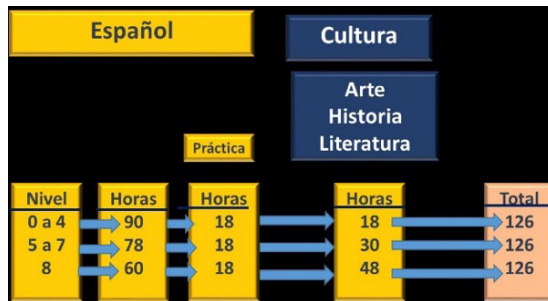 Español
Cultura
Arte
Historia
Literatura
Práctica
Nivel Horas Horas Horas Total
0 a 4 90 18 18 126
5 a 7 78 18 30 126
8 60 18 48 126